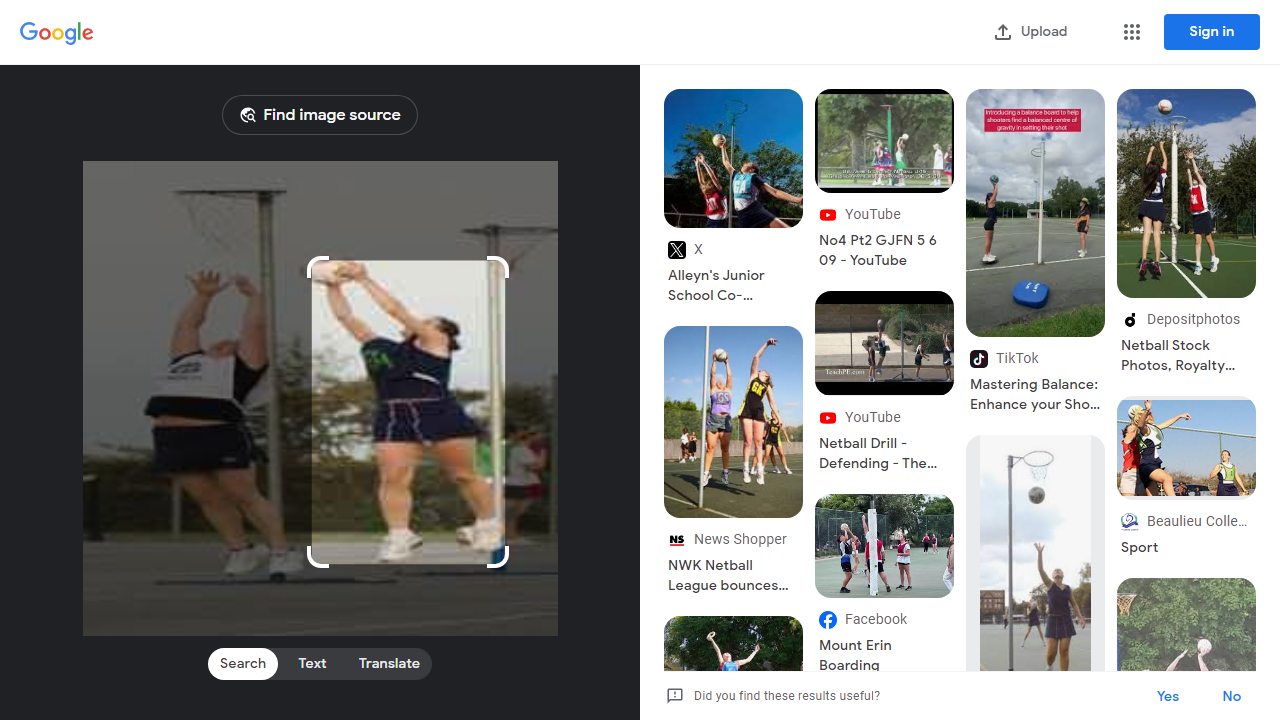 Google
Upload
Sign in
Find image source
Search
Text
Translate
X
Alleyn's Junior
School Co-...
NS
News Shopper
NWK Netball
League bounces...
YouTube
No4 Pt2 GJFN 5 6
09 - YouTube
TeachPE.com
YouTube
Netball Drill -
Defending - The...
Facebook
Mount Erin
Boarding
Introducing a balance board to help
shooters find a balanced centre of
gravity in setting their shot
TikTok
Mastering Balance:
Enhance your Sho...
Depositphotos
Netball Stock
Photos, Royalty...
Beaulieu Colle...
Sport
Did you find these results useful?
Yes
No